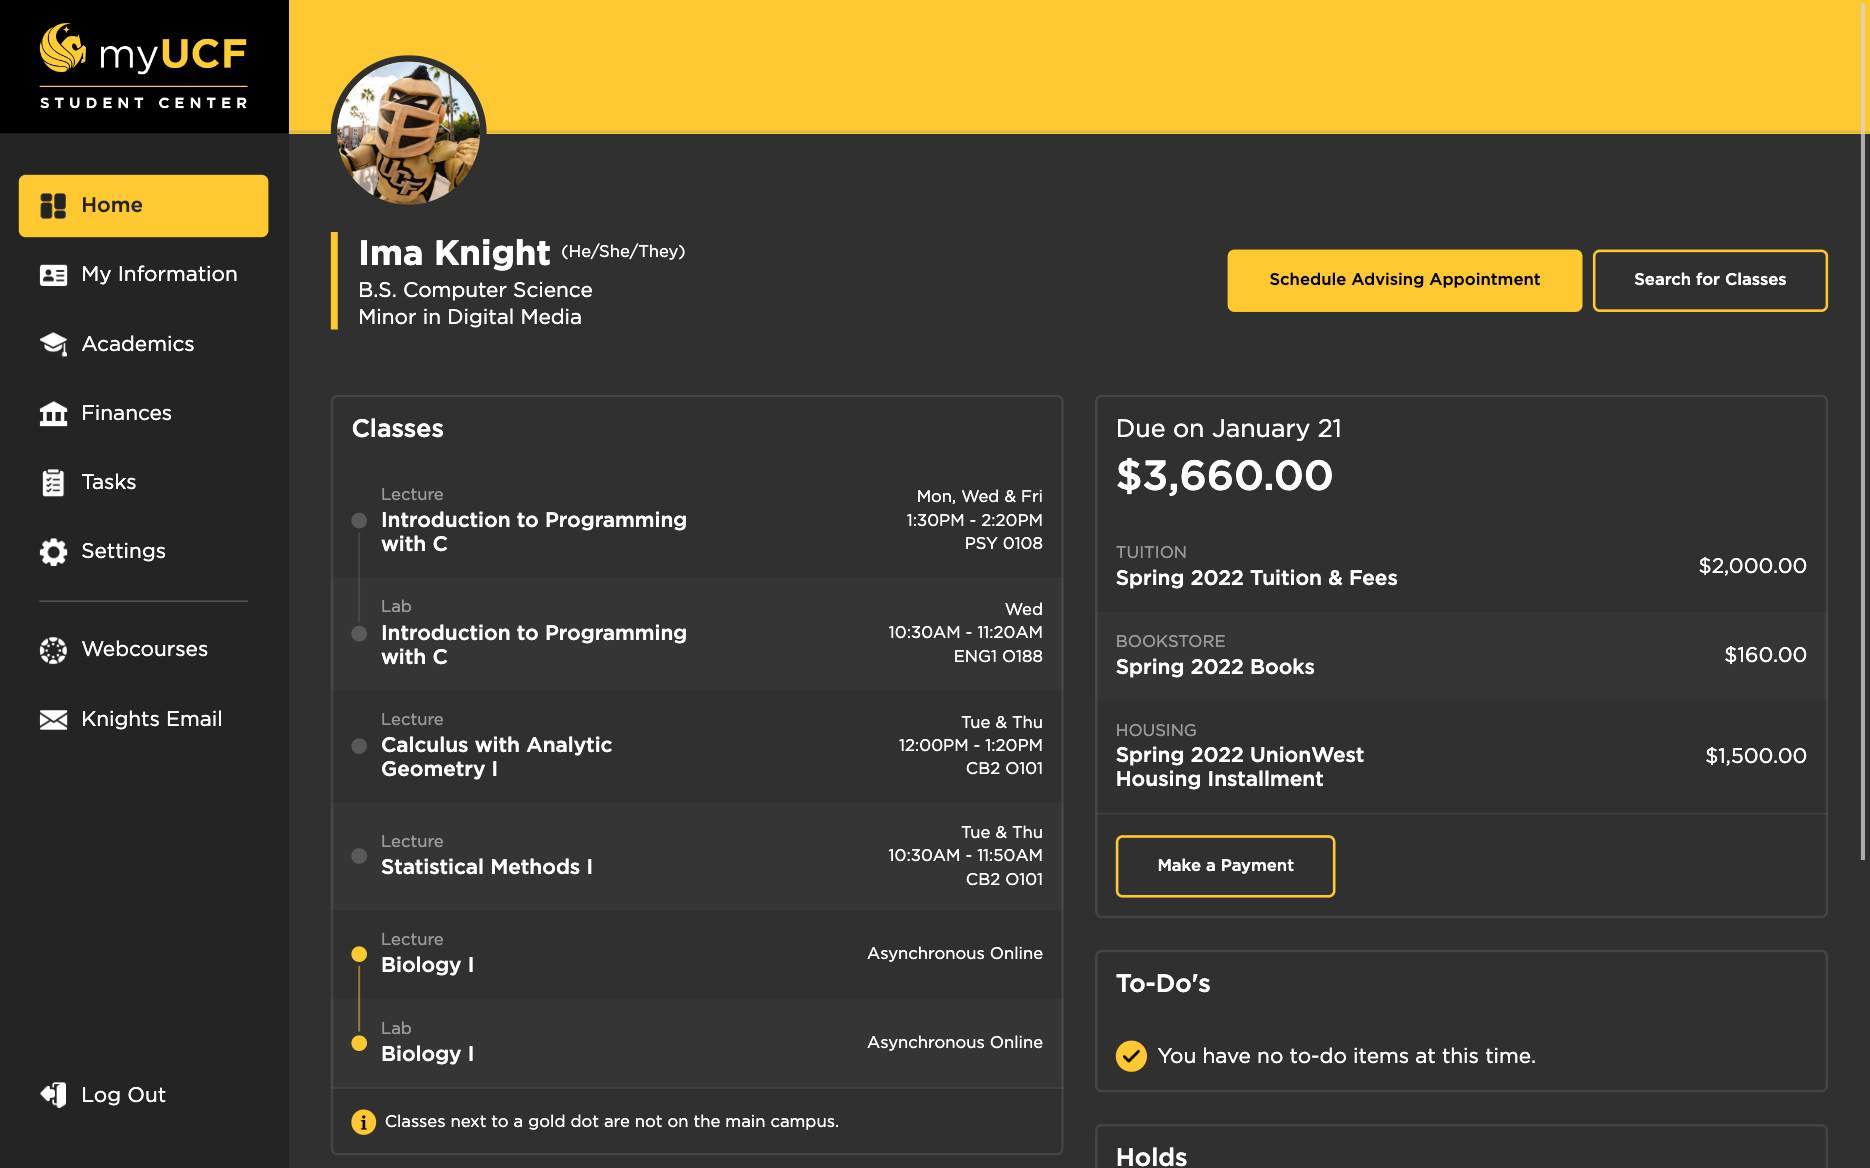 myUCF
STUDENT CENTER
Home
My Information
Academics
Finances
Tasks
Settings
Webcourses
Knights Email
Log Out
UCF
Ima Knight (He/She/They)
B.S. Computer Science
Minor in Digital Media
Schedule Advising Appointment
Search for Classes
Classes
Lecture
Introduction to Programming
with C
Mon, Wed & Fri
1:30PM - 2:20PM
PSY 0108
Lab
Introduction to Programming
with C
Wed
10:30AM - 11:20AM
ENG1 O188
Lecture
Calculus with Analytic
Geometry I
Tue & Thu
12:00PM - 1:20PM
CB2 O101
Lecture
Statistical Methods I
Tue & Thu
10:30AM - 11:50AM
CB2 O101
Lecture
Biology I
Asynchronous Online
Lab
Biology I
Asynchronous Online
Classes next to a gold dot are not on the main campus.
Due on January 21
$3,660.00
TUITION
Spring 2022 Tuition & Fees
$2,000.00
BOOKSTORE
Spring 2022 Books
$160.00
HOUSING
Spring 2022 UnionWest
Housing Installment
$1,500.00
Make a Payment
To-Do's
You have no to-do items at this time.
Holds